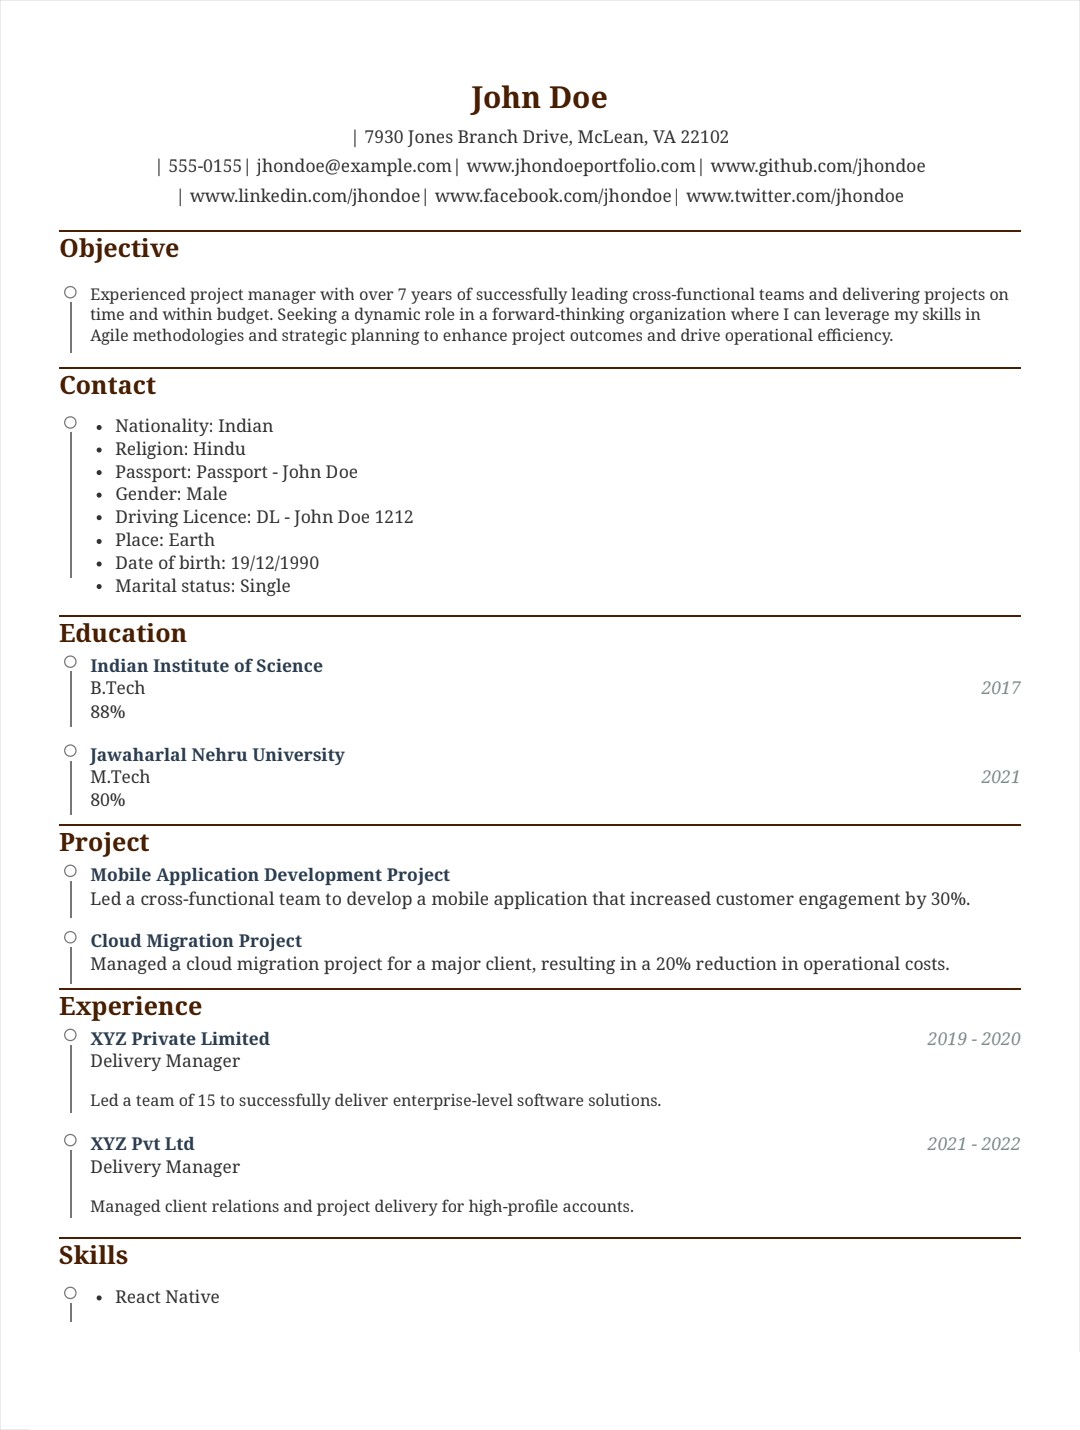 John Doe
| 7930 Jones Branch Drive, McLean, VA 22102
| 555-0155| jhondoe@example.com| www.jhondoeportfolio.com| www.github.com/jhondoe
| www.linkedin.com/jhondoe| www.facebook.com/jhondoe| www.twitter.com/jhondoe
Objective
Experienced project manager with over 7 years of successfully leading cross-functional teams and delivering projects on
time and within budget. Seeking a dynamic role in a forward-thinking organization where I can leverage my skills in
Agile methodologies and strategic planning to enhance project outcomes and drive operational efficiency.
Contact
• Nationality: Indian
• Religion: Hindu
• Passport: Passport - John Doe
• Gender: Male
• Driving Licence: DL - John Doe 1212
• Place: Earth
• Date of birth: 19/12/1990
• Marital status: Single
Education
Indian Institute of Science
B.Tech 2017
88%
Jawaharlal Nehru University
M.Tech 2021
80%
Project
Mobile Application Development Project
Led a cross-functional team to develop a mobile application that increased customer engagement by 30%.
Cloud Migration Project
Managed a cloud migration project for a major client, resulting in a 20% reduction in operational costs.
Experience
XYZ Private Limited 2019 - 2020
Delivery Manager
Led a team of 15 to successfully deliver enterprise-level software solutions.
XYZ Pvt Ltd 2021 - 2022
Delivery Manager
Managed client relations and project delivery for high-profile accounts.
Skills
• React Native